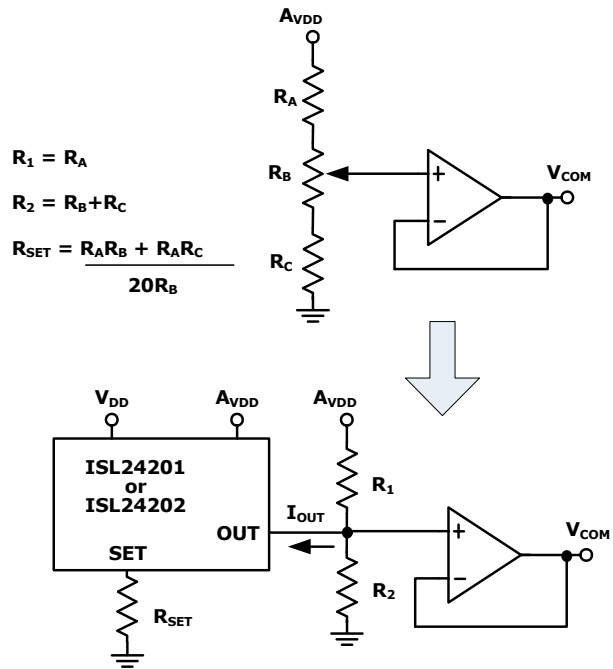 AVDD
RA
R1 = RA
RB
VCOM
+
−
R2 = RB+RC
RSET = RARB + RARC
20RB
RC
VDD
AVDD
AVDD
ISL24201
or
ISL24202
R1
OUT
IOUT
+
−
VCOM
SET
R2
RSET